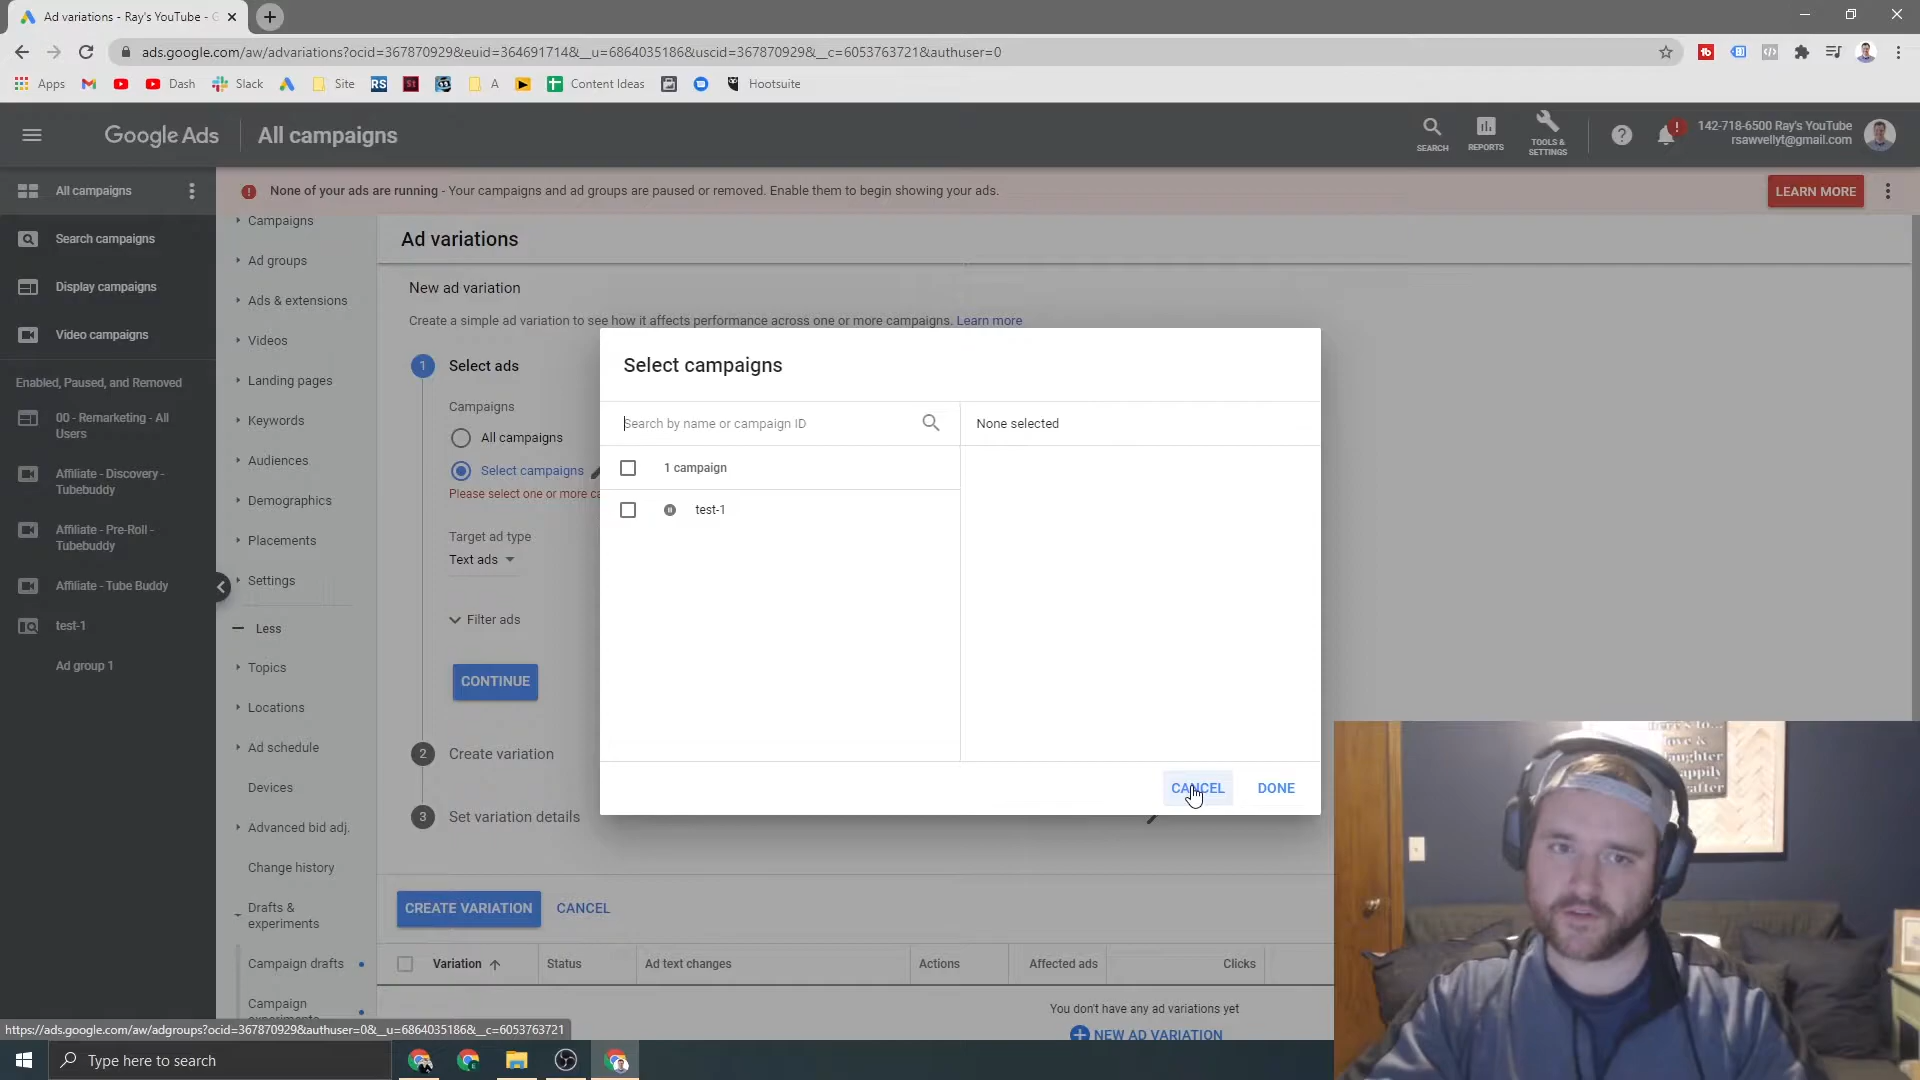 Ad variations - Ray's YouTube - G
ads.google.com/aw/advariations?ocid=367870929&euid=364691714&__u=6864035186&uscid=367870929&__c=6053763721&authuser=0
Apps
Dash
Slack
Site
RS
St
A
Content Ideas
Hootsuite
Google Ads
All campaigns
SEARCH
REPORTS
TOOLS &
SETTINGS
142-718-6500 Ray's YouTube
rsawvellyt@gmail.com
All campaigns
None of your ads are running - Your campaigns and ad groups are paused or removed. Enable them to begin showing your ads.
LEARN MORE
Search campaigns
Display campaigns
Video campaigns
Enabled, Paused, and Removed
00 - Remarketing - All
Users
Affiliate - Discovery -
Tubebuddy
Affiliate - Pre-Roll -
Tubebuddy
Affiliate - Tube Buddy
test-1
Ad group 1
Campaigns
Ad groups
Ads & extensions
Videos
Landing pages
Keywords
Audiences
Demographics
Placements
Settings
Less
Topics
Locations
Ad schedule
Devices
Advanced bid adj.
Change history
Drafts &
experiments
Campaign drafts
Campaign
experiments
Ad variations
New ad variation
Create a simple ad variation to see how it affects performance across one or more campaigns. Learn more
1 Select ads
Campaigns
All campaigns
Select campaigns
Please select one or more ca
Target ad type
Text ads
Filter ads
CONTINUE
2 Create variation
3 Set variation details
Select campaigns
Search by name or campaign ID
None selected
1 campaign
test-1
CANCEL
DONE
CREATE VARIATION
CANCEL
Variation
Status
Ad text changes
Actions
Affected ads
Clicks
You don't have any ad variations yet
NEW AD VARIATION
https://ads.google.com/aw/adgroups?ocid=367870929&authuser=0&__u=6864035186&__c=6053763721
Type here to search